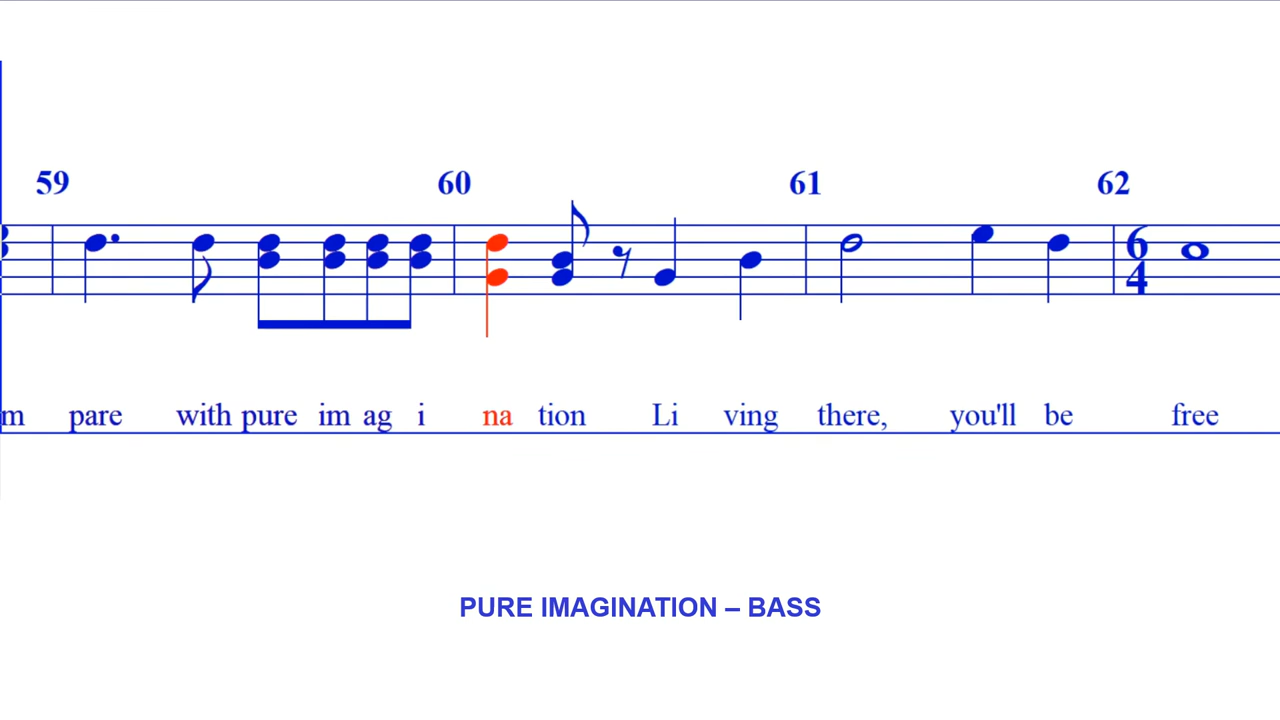 59 60 61 62
6
4
m pare with pure im ag i na tion Li ving there, you'll be free
PURE IMAGINATION – BASS